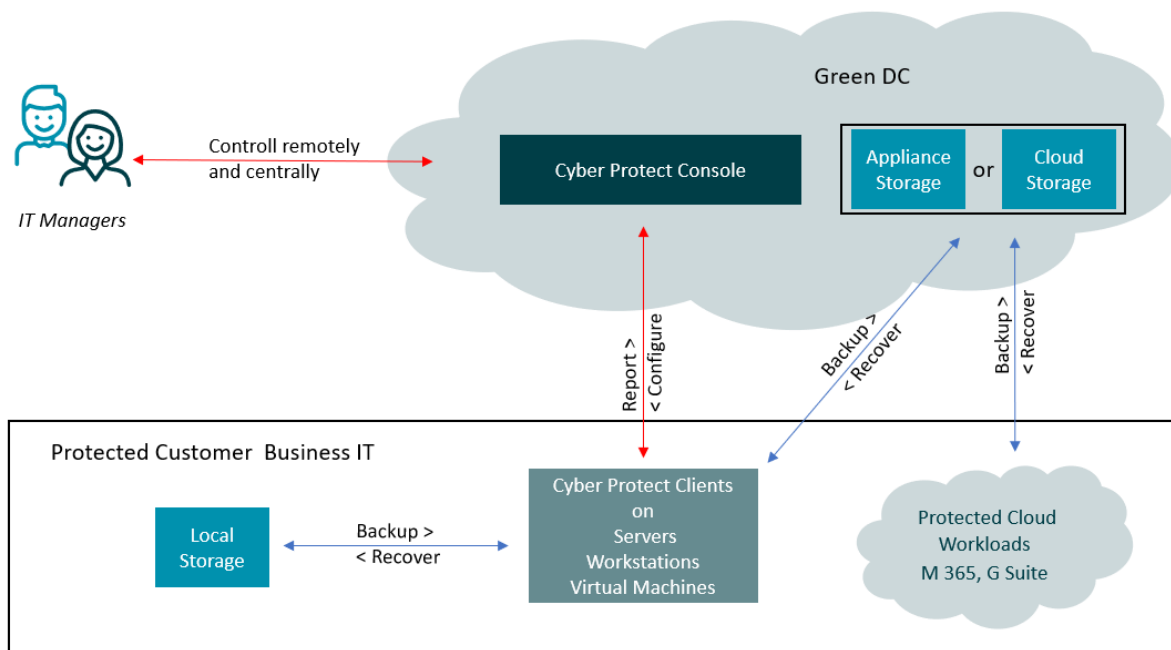 Green DC
Controll remotely
and centrally
IT Managers
Cyber Protect Console
Appliance
Storage
or
Cloud
Storage
Report >
< Configure
Backup >
< Recover
Backup >
< Recover
Protected Customer Business IT
Local
Storage
Backup >
< Recover
Cyber Protect Clients
on
Servers
Workstations
Virtual Machines
Protected Cloud
Workloads
M 365, G Suite